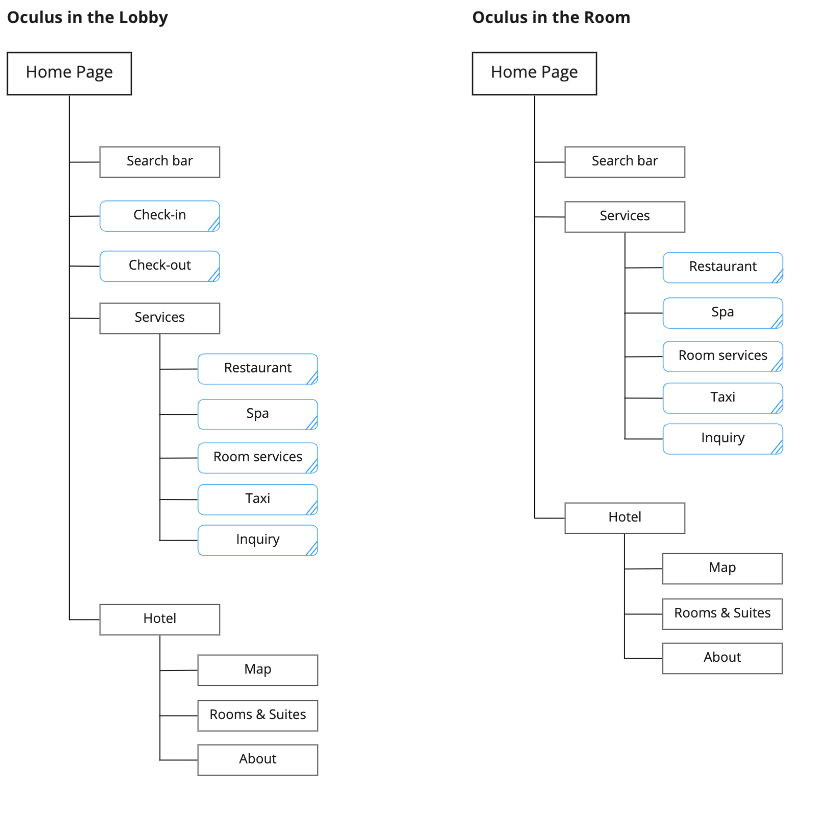 Oculus in the Lobby
Home Page
Search bar
Check-in
Check-out
Services
Restaurant
Spa
Room services
Taxi
Inquiry
Hotel
Map
Rooms & Suites
About
Oculus in the Room
Home Page
Search bar
Services
Restaurant
Spa
Room services
Taxi
Inquiry
Hotel
Map
Rooms & Suites
About